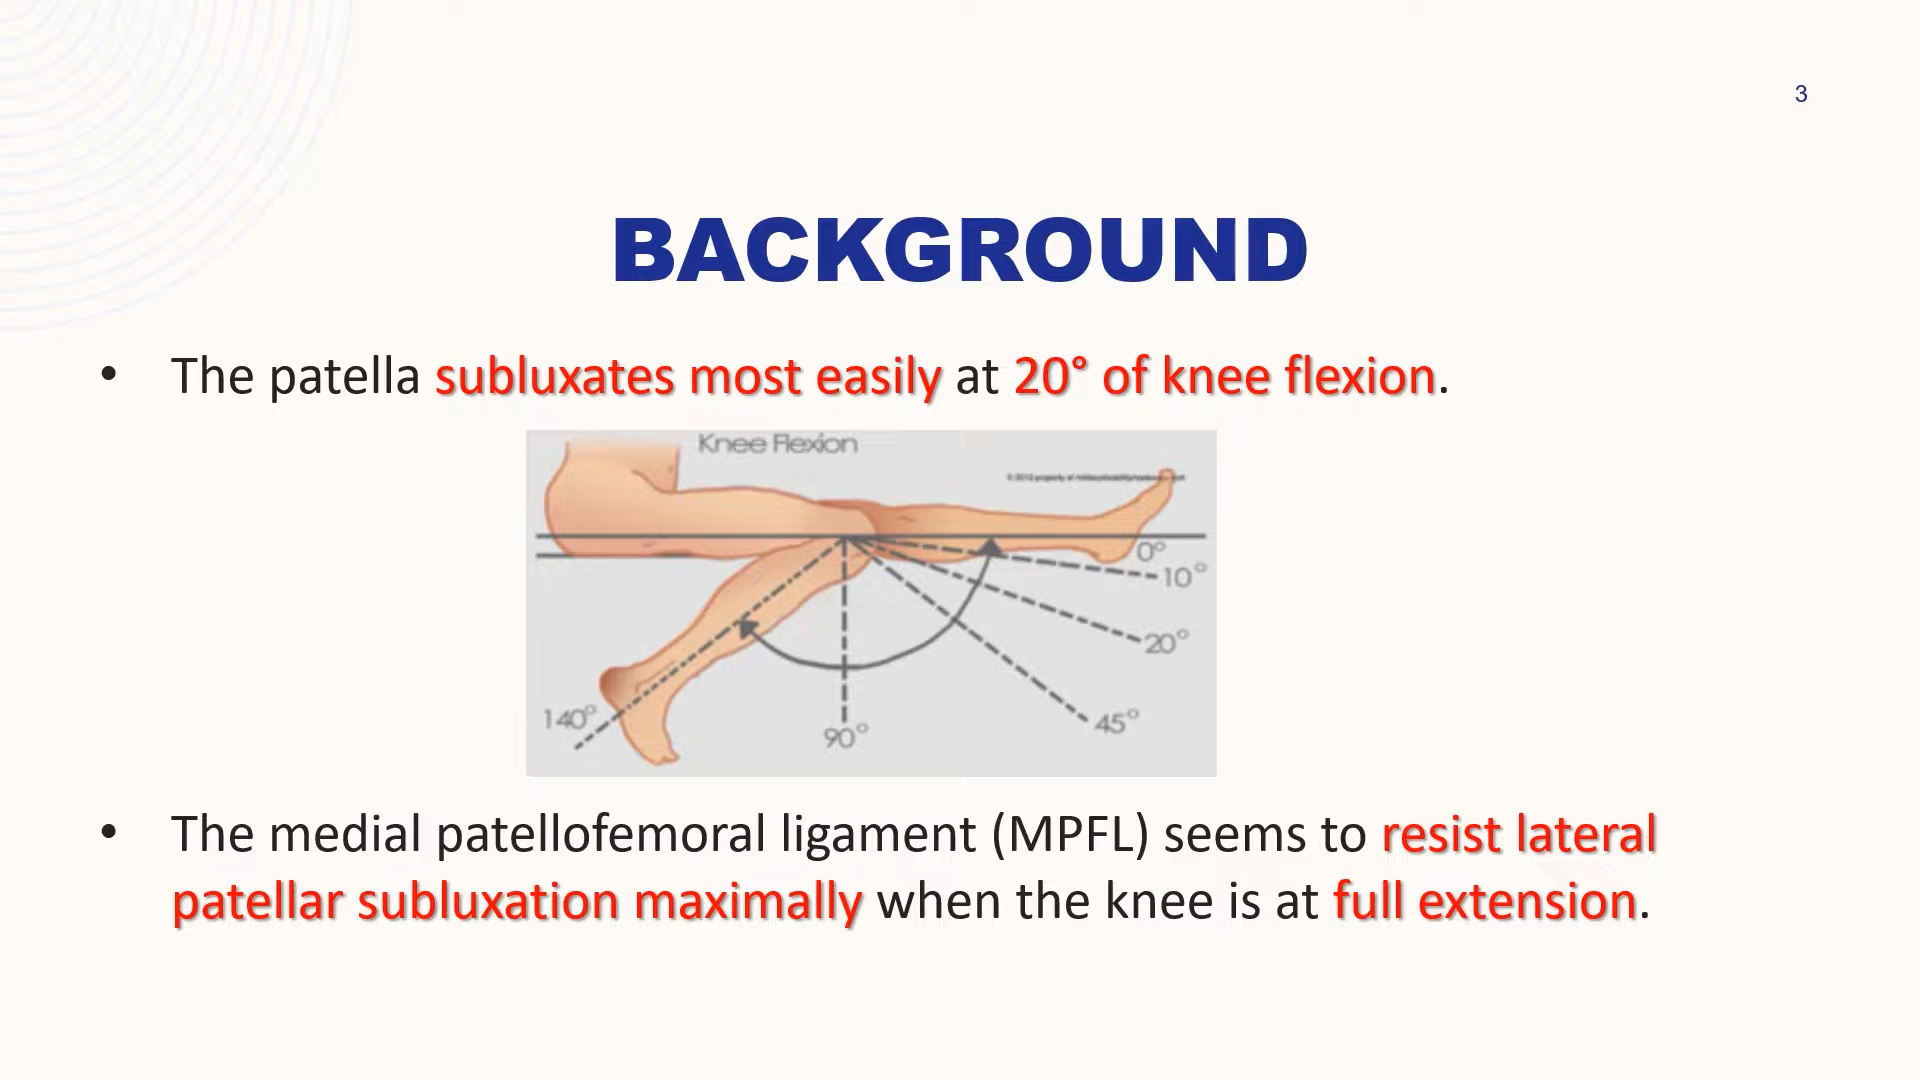 3
BACKGROUND
• The patella subluxates most easily at 20° of knee flexion.
Knee Flexion
0°
10°
20°
45°
90°
140°
• The medial patellofemoral ligament (MPFL) seems to resist lateral
patellar subluxation maximally when the knee is at full extension.